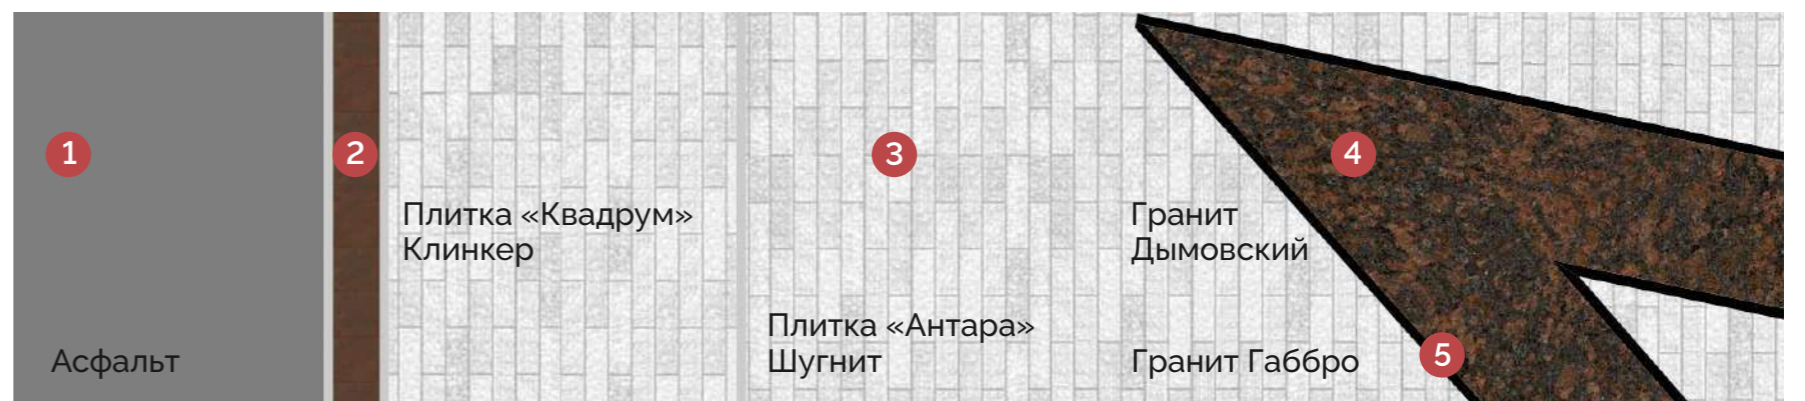 1
Асфальт
2
Плитка «Квадрум»
Клинкер
3
Плитка «Антара»
Шугнит
4
Гранит
Дымовский
5
Гранит Габбро